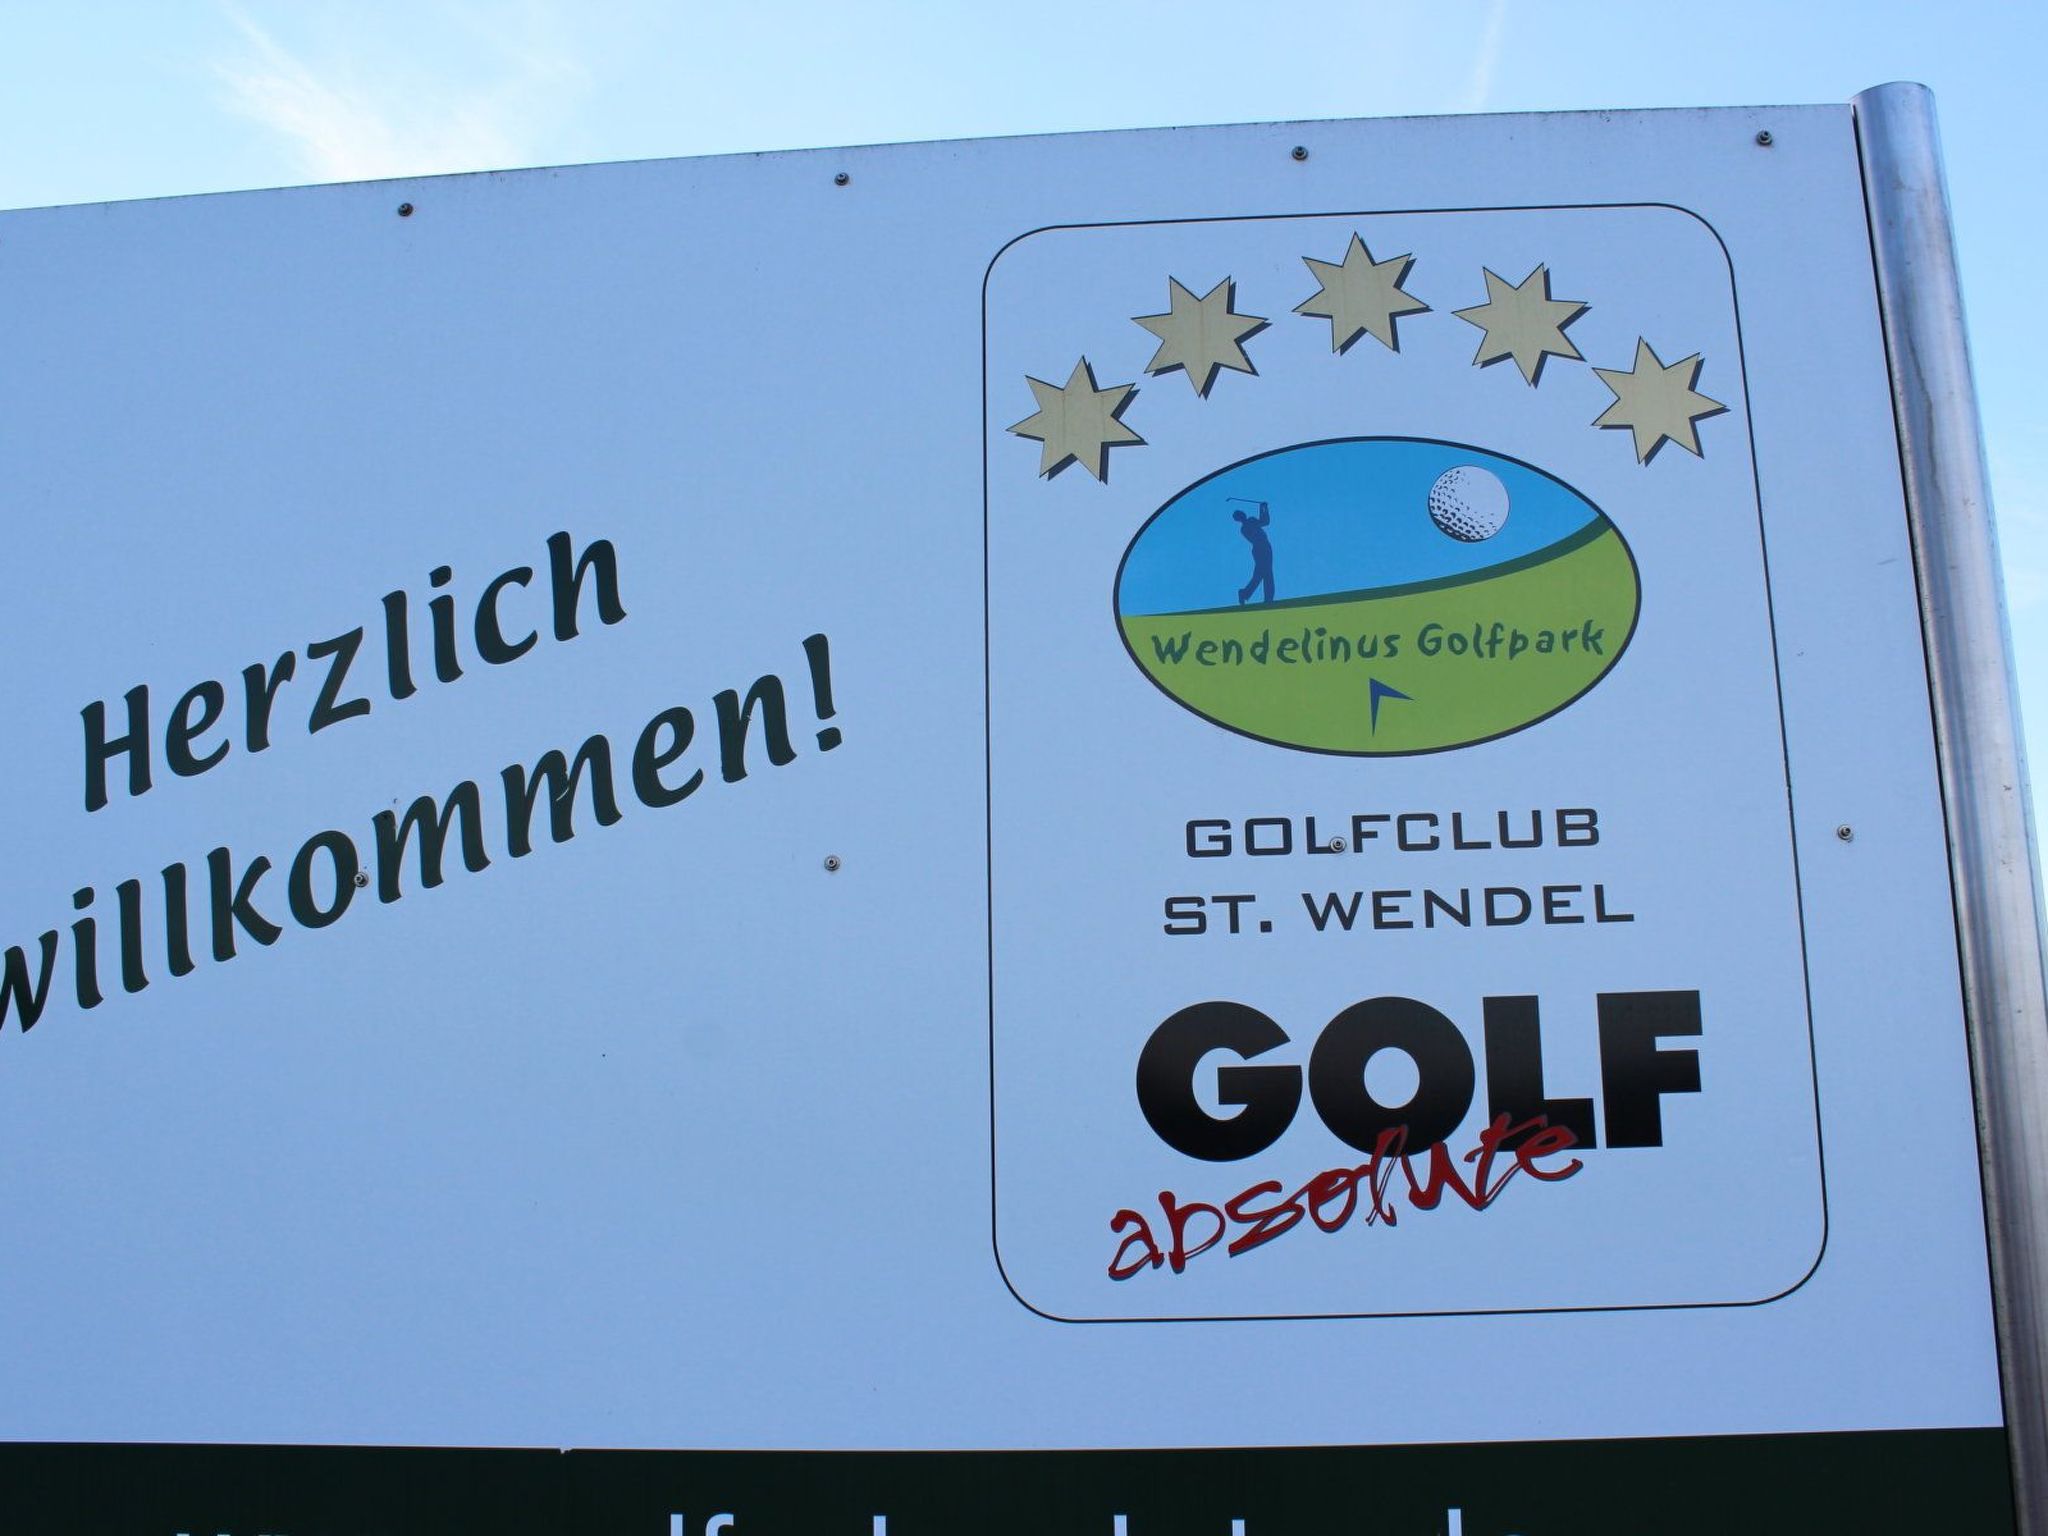 Herzlich
willkommen!
Wendelinus Golfpark
GOLFCLUB
ST. WENDEL
GOLF
absolute